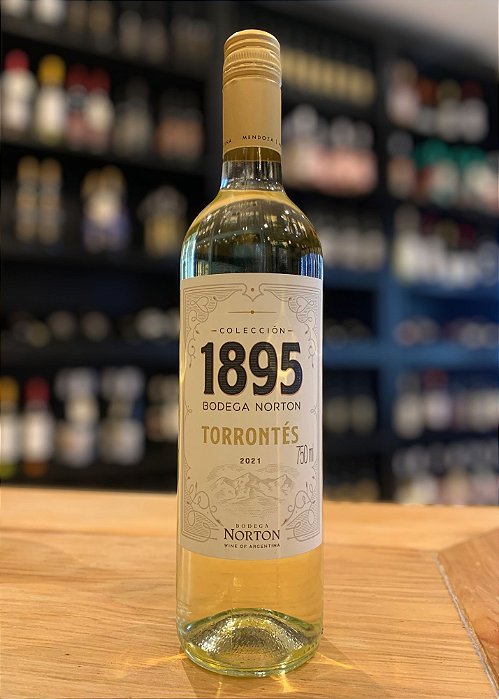 MENDOZA
COLECCIÓN
1895
BODEGA NORTON
TORRONTÉS
750 ml
2021
BODEGA
NORTON
WINE OF ARGENTINA